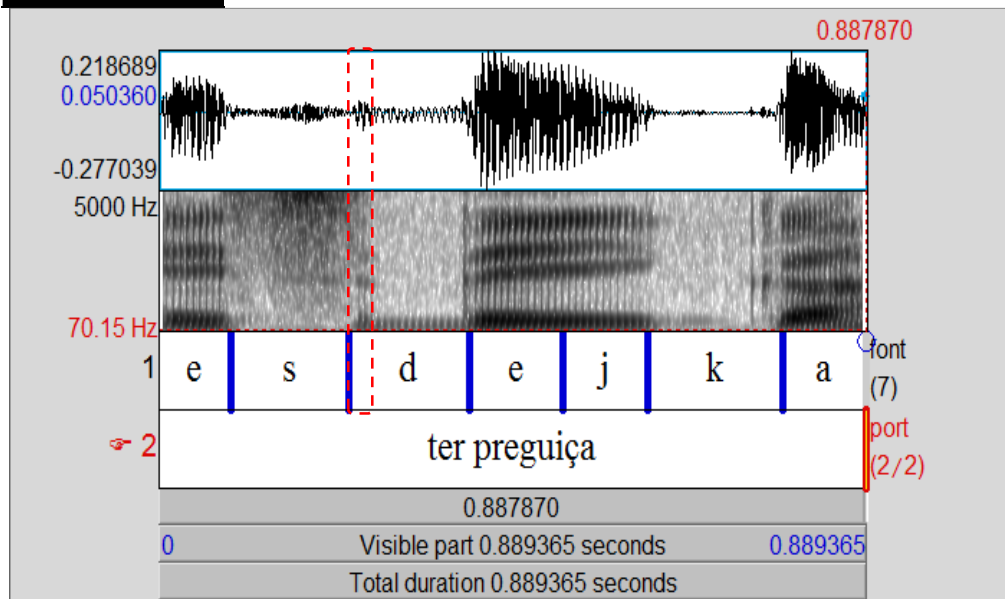 0.887870
0.218689
0.050360
-0.277039
5000 Hz
70.15 Hz
1 e s d e j k a font (7)
☞ 2 ter preguiça port (2/2)
0.887870
0 Visible part 0.889365 seconds 0.889365
Total duration 0.889365 seconds